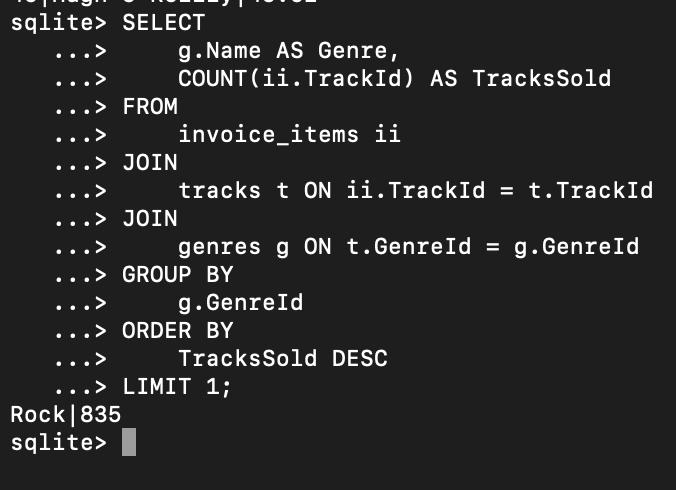 sqlite> SELECT
   ...>     g.Name AS Genre,
   ...>     COUNT(ii.TrackId) AS TracksSold
   ...> FROM
   ...>     invoice_items ii
   ...> JOIN
   ...>     tracks t ON ii.TrackId = t.TrackId
   ...> JOIN
   ...>     genres g ON t.GenreId = g.GenreId
   ...> GROUP BY
   ...>     g.GenreId
   ...> ORDER BY
   ...>     TracksSold DESC
   ...> LIMIT 1;
Rock|835
sqlite>